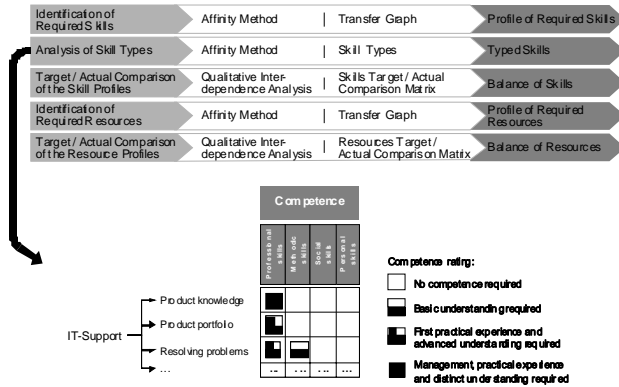 Identification of
Required Skills
Affinity Method | Transfer Graph
Profile of Required Skills
Analysis of Skill Types
Affinity Method | Skill Types
Typed Skills
Target / Actual Comparison
of the Skill Profiles
Qualitative Inter-
dependence Analysis
| Skills Target / Actual
Comparison Matrix
Balance of Skills
Identification of
Required Resources
Affinity Method | Transfer Graph
Profile of Required
Resources
Target / Actual Comparison
of the Resource Profiles
Qualitative Inter-
dependence Analysis
| Resources Target /
Actual Comparison Matrix
Balance of Resources
Competence
Professional
skills
Methodic
skills
Social
skills
Personal
skills
IT-Support
Product knowledge
Product portfolio
Resolving problems
...
... ... ... ...
Competence rating:
No competence required
Basic understanding required
First practical experience and
advanced understanding required
Management, practical experience
and distinct understanding required